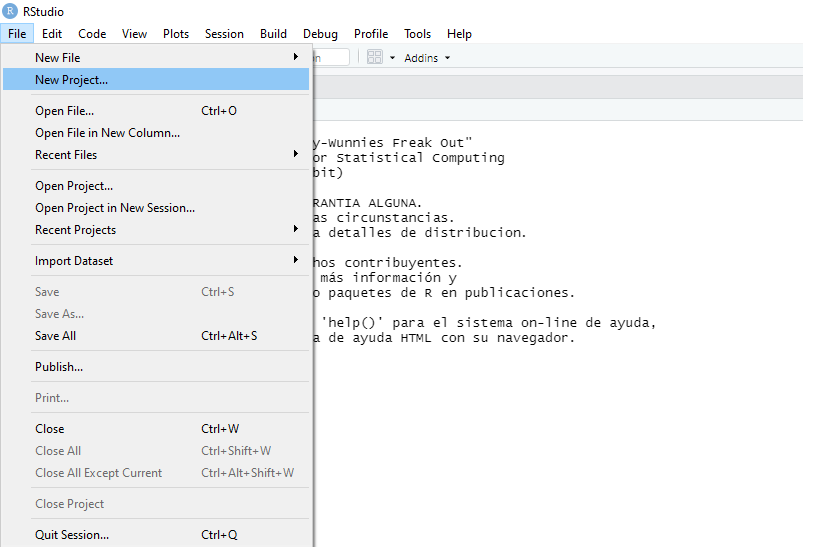 RStudio
File Edit Code View Plots Session Build Debug Profile Tools Help
Addins
New File
New Project...
Open File... Ctrl+O
Open File in New Column...
Recent Files
Open Project...
Open Project in New Session...
Recent Projects
Import Dataset
Save Ctrl+S
Save As...
Save All Ctrl+Alt+S
Publish...
Print...
Close Ctrl+W
Close All Ctrl+Shift+W
Close All Except Current Ctrl+Alt+Shift+W
Close Project
Quit Session... Ctrl+Q
y-Wunnies Freak Out"
or Statistical Computing
bit)
RANTIA ALGUNA.
as circunstancias.
a detalles de distribucion.
hos contribuyentes.
más información y
o paquetes de R en publicaciones.
'help()' para el sistema on-line de ayuda,
a de ayuda HTML con su navegador.